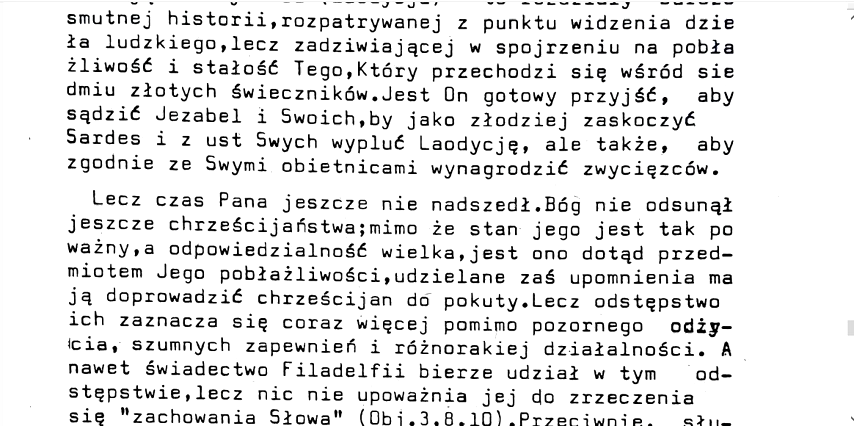 smutnej historii,rozpatrywanej z punktu widzenia dzie
ła ludzkiego,lecz zadziwiającej w spojrzeniu na pobła
żliwość i stałość Tego,Który przechodzi się wśród sie
dmiu złotych świeczników.Jest On gotowy przyjść, aby
sądzić Jezabel i Swoich,by jako złodziej zaskoczyć
Sardes i z ust Swych wypluć Laodycję, ale także, aby
zgodnie ze Swymi obietnicami wynagrodzić zwycięzców.
Lecz czas Pana jeszcze nie nadszedł.Bóg nie odsunął
jeszcze chrześcijaństwa;mimo że stan jego jest tak po
ważny,a odpowiedzialność wielka,jest ono dotąd przed-
miotem Jego pobłażliwości,udzielane zaś upomnienia ma
ją doprowadzić chrześcijan do pokuty.Lecz odstępstwo
ich zaznacza się coraz więcej pomimo pozornego odży-
cia, szumnych zapewnień i różnorakiej działalności. A
nawet świadectwo Filadelfii bierze udział w tym od-
stępstwie,lecz nic nie upoważnia jej do zrzeczenia
się "zachowania Słowa" (Obj.3,8.10).Przeciwnie, słu-